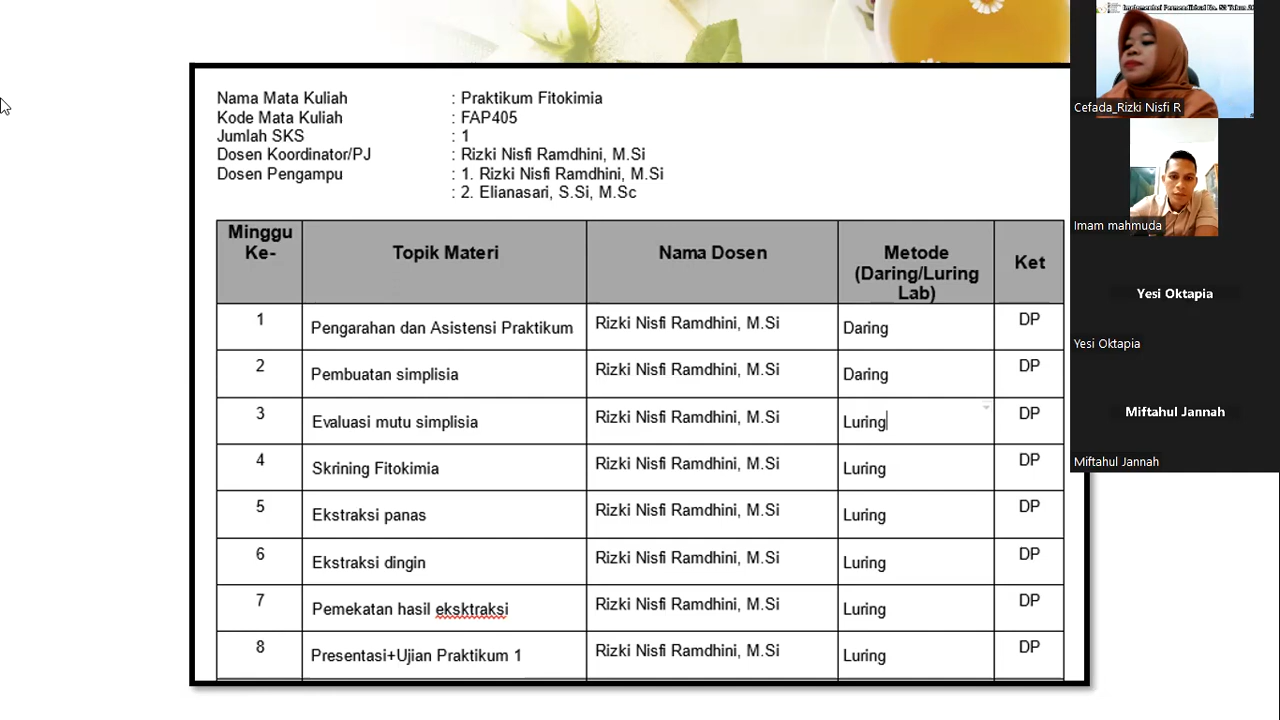 Nama Mata Kuliah : Praktikum Fitokimia
Kode Mata Kuliah : FAP405
Jumlah SKS : 1
Dosen Koordinator/PJ : Rizki Nisfi Ramdhini, M.Si
Dosen Pengampu : 1. Rizki Nisfi Ramdhini, M.Si
: 2. Elianasari, S.Si, M.Sc
Minggu Ke- Topik Materi Nama Dosen Metode (Daring/Luring Lab) Ket
1 Pengarahan dan Asistensi Praktikum Rizki Nisfi Ramdhini, M.Si Daring DP
2 Pembuatan simplisia Rizki Nisfi Ramdhini, M.Si Daring DP
3 Evaluasi mutu simplisia Rizki Nisfi Ramdhini, M.Si Luring DP
4 Skrining Fitokimia Rizki Nisfi Ramdhini, M.Si Luring DP
5 Ekstraksi panas Rizki Nisfi Ramdhini, M.Si Luring DP
6 Ekstraksi dingin Rizki Nisfi Ramdhini, M.Si Luring DP
7 Pemekatan hasil eksktraksi Rizki Nisfi Ramdhini, M.Si Luring DP
8 Presentasi+Ujian Praktikum 1 Rizki Nisfi Ramdhini, M.Si Luring DP
Cefada_Rizki Nisfi R
Imam mahmuda
Yesi Oktapia
Yesi Oktapia
Miftahul Jannah
Miftahul Jannah